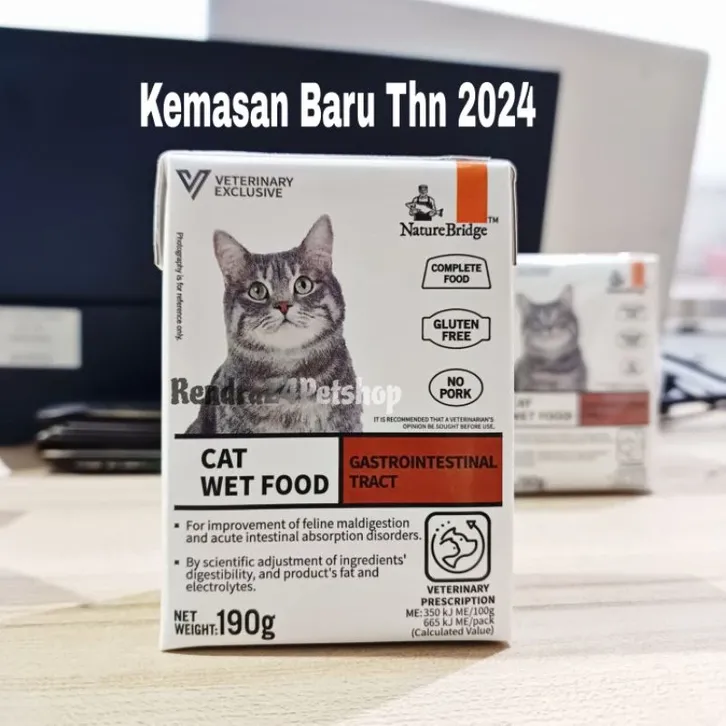 Kemasan Baru Thn 2024
VETERINARY
EXCLUSIVE
NatureBridge™
Photography is for reference only.
COMPLETE
FOOD
GLUTEN
FREE
NO
PORK
IT IS RECOMMENDED THAT A VETERINARIAN'S
OPINION BE SOUGHT BEFORE USE.
CAT
WET FOOD
GASTROINTESTINAL
TRACT
▪ For improvement of feline maldigestion
and acute intestinal absorption disorders.
▪ By scientific adjustment of ingredients'
digestibility, and product's fat and
electrolytes.
VETERINARY
PRESCRIPTION
ME: 350 kJ ME/100g
665 kJ ME/pack
(Calculated Value)
NET
WEIGHT: 190g
WET FOOD